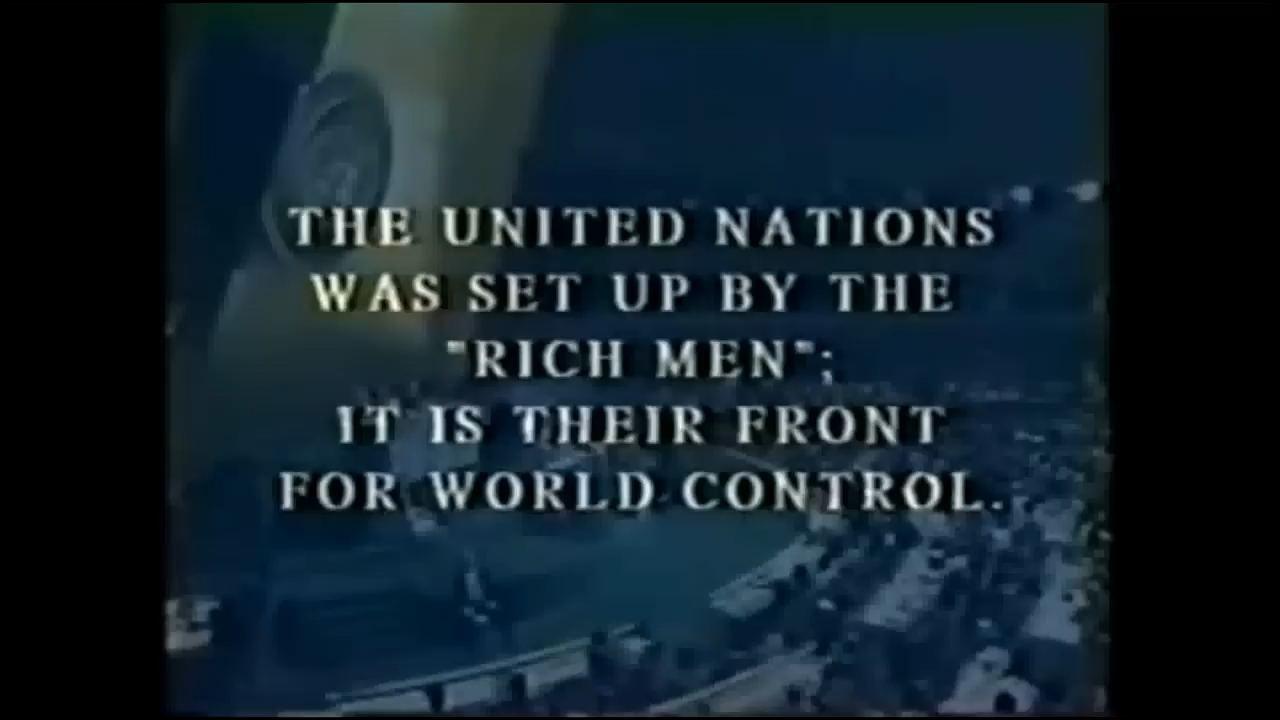 THE UNITED NATIONS
WAS SET UP BY THE
"RICH MEN";
IT IS THEIR FRONT
FOR WORLD CONTROL.